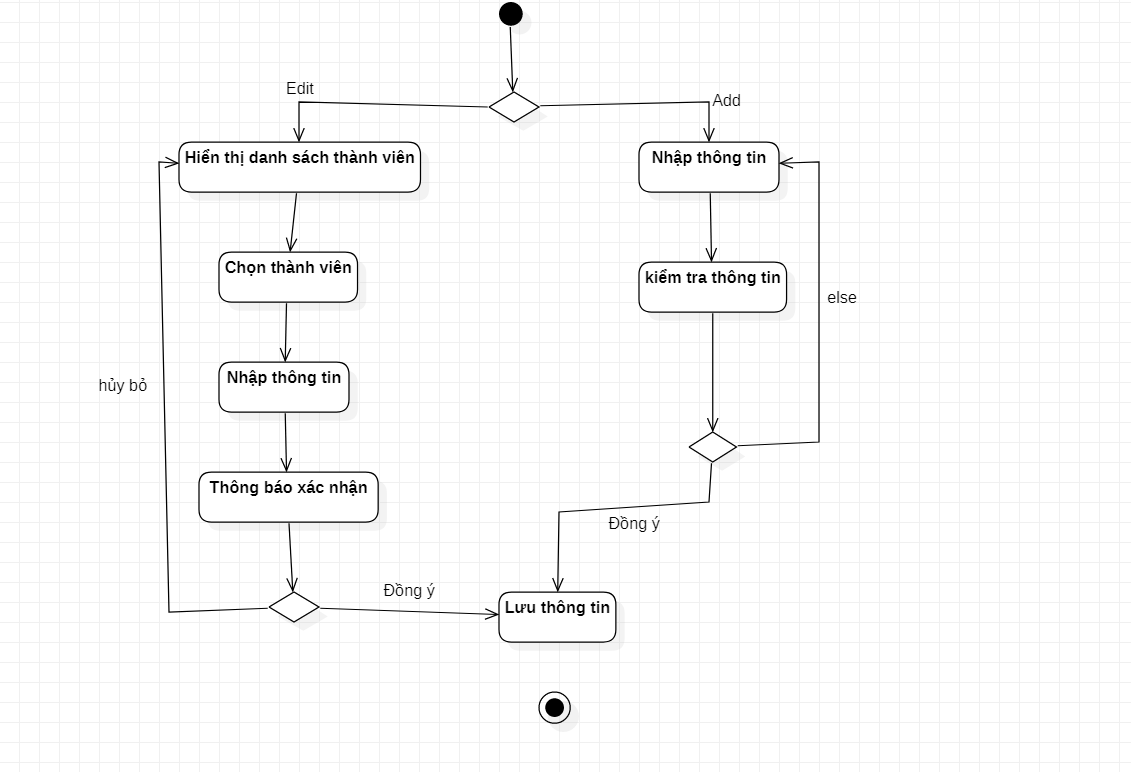 Edit
Add
Hiển thị danh sách thành viên
Nhập thông tin
Chọn thành viên
kiểm tra thông tin
else
Nhập thông tin
hủy bỏ
Thông báo xác nhận
Đồng ý
Đồng ý
Lưu thông tin